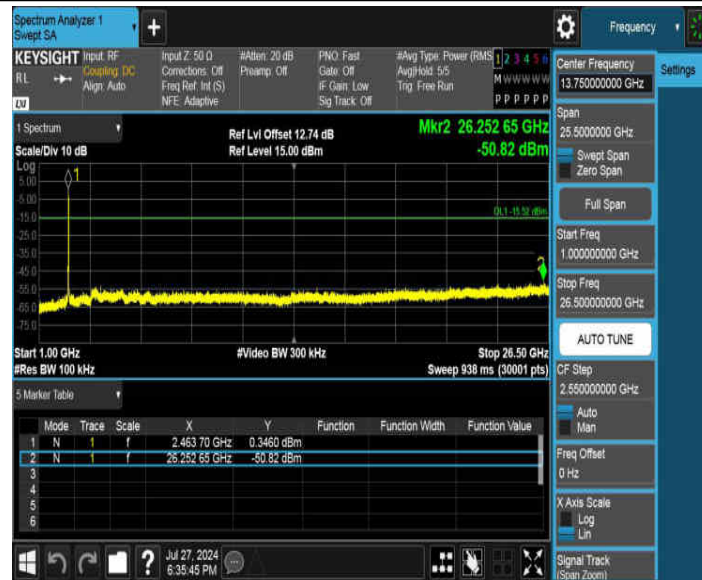 Spectrum Analyzer 1
Swept SA
+
Frequency
KEYSIGHT Input: RF Input Z: 50 Ω #Atten: 20 dB PNO: Fast #Avg Type: Power (RMS 1 2 3 4 5 6
RL Coupling: DC Corrections: Off Preamp: Off Gate: Off Avg|Hold: 5/5 M W W W W W
Align: Auto Freq Ref: Int (S) IF Gain: Low Trig: Free Run
LXI NFE: Adaptive Sig Track: Off P P P P P P
1 Spectrum
Ref Lvl Offset 12.74 dB Mkr2 26.252 65 GHz
Scale/Div 10 dB Ref Level 15.00 dBm -50.82 dBm
Log
5.00
-5.00
-15.0
-25.0
-35.0
-45.0
-55.0
-65.0
-75.0
1
DL1 -15.52 dBm
2
Start 1.00 GHz #Video BW 300 kHz Stop 26.50 GHz
#Res BW 100 kHz Sweep 938 ms (30001 pts)
5 Marker Table
Mode Trace Scale X Y Function Function Width Function Value
1 N 1 f 2.463 70 GHz 0.3460 dBm
2 N 1 f 26.252 65 GHz -50.82 dBm
3
4
5
6
Jul 27, 2024
6:35:45 PM
Center Frequency
13.750000000 GHz
Settings
Span
25.5000000 GHz
Swept Span
Zero Span
Full Span
Start Freq
1.000000000 GHz
Stop Freq
26.500000000 GHz
AUTO TUNE
CF Step
2.550000000 GHz
Auto
Man
Freq Offset
0 Hz
X Axis Scale
Log
Lin
Signal Track
(Span Zoom)